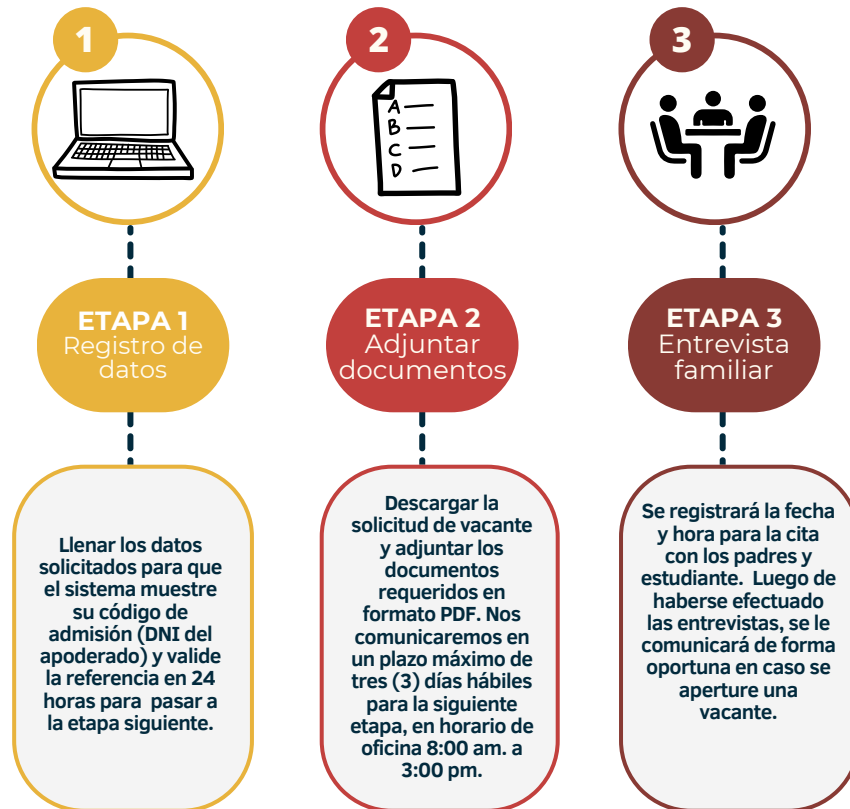 1
ETAPA 1
Registro de
datos
Llenar los datos
solicitados para que
el sistema muestre
su código de
admisión (DNI del
apoderado) y valide
la referencia en 24
horas para pasar a
la etapa siguiente.
2
A
B
C
D
ETAPA 2
Adjuntar
documentos
Descargar la
solicitud de vacante
y adjuntar los
documentos
requeridos en
formato PDF. Nos
comunicaremos en
un plazo máximo de
tres (3) días hábiles
para la siguiente
etapa, en horario de
oficina 8:00 am. a
3:00 pm.
3
ETAPA 3
Entrevista
familiar
Se registrará la fecha
y hora para la cita
con los padres y
estudiante. Luego de
haberse efectuado
las entrevistas, se le
comunicará de forma
oportuna en caso se
aperture una
vacante.